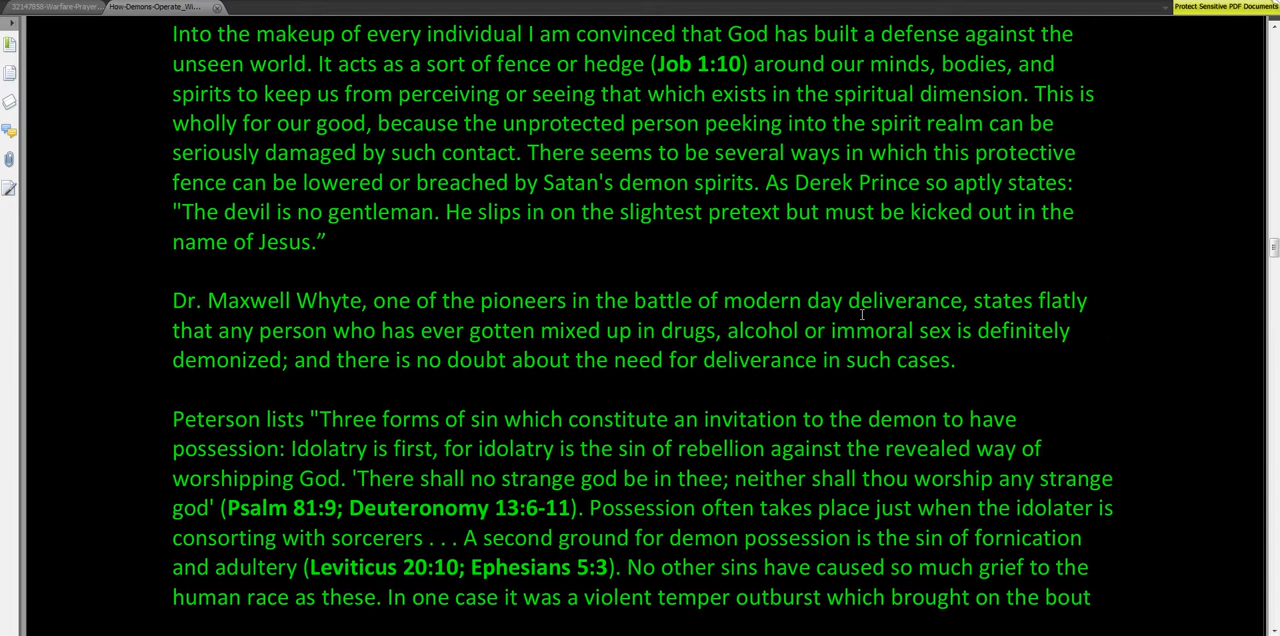 32147858-Warfare-Prayer... How-Demons-Operate_Wi...
Protect Sensitive PDF Documents
Into the makeup of every individual I am convinced that God has built a defense against the
unseen world. It acts as a sort of fence or hedge (Job 1:10) around our minds, bodies, and
spirits to keep us from perceiving or seeing that which exists in the spiritual dimension. This is
wholly for our good, because the unprotected person peeking into the spirit realm can be
seriously damaged by such contact. There seems to be several ways in which this protective
fence can be lowered or breached by Satan's demon spirits. As Derek Prince so aptly states:
"The devil is no gentleman. He slips in on the slightest pretext but must be kicked out in the
name of Jesus.”
Dr. Maxwell Whyte, one of the pioneers in the battle of modern day deliverance, states flatly
that any person who has ever gotten mixed up in drugs, alcohol or immoral sex is definitely
demonized; and there is no doubt about the need for deliverance in such cases.
Peterson lists "Three forms of sin which constitute an invitation to the demon to have
possession: Idolatry is first, for idolatry is the sin of rebellion against the revealed way of
worshipping God. 'There shall no strange god be in thee; neither shall thou worship any strange
god' (Psalm 81:9; Deuteronomy 13:6-11). Possession often takes place just when the idolater is
consorting with sorcerers . . . A second ground for demon possession is the sin of fornication
and adultery (Leviticus 20:10; Ephesians 5:3). No other sins have caused so much grief to the
human race as these. In one case it was a violent temper outburst which brought on the bout